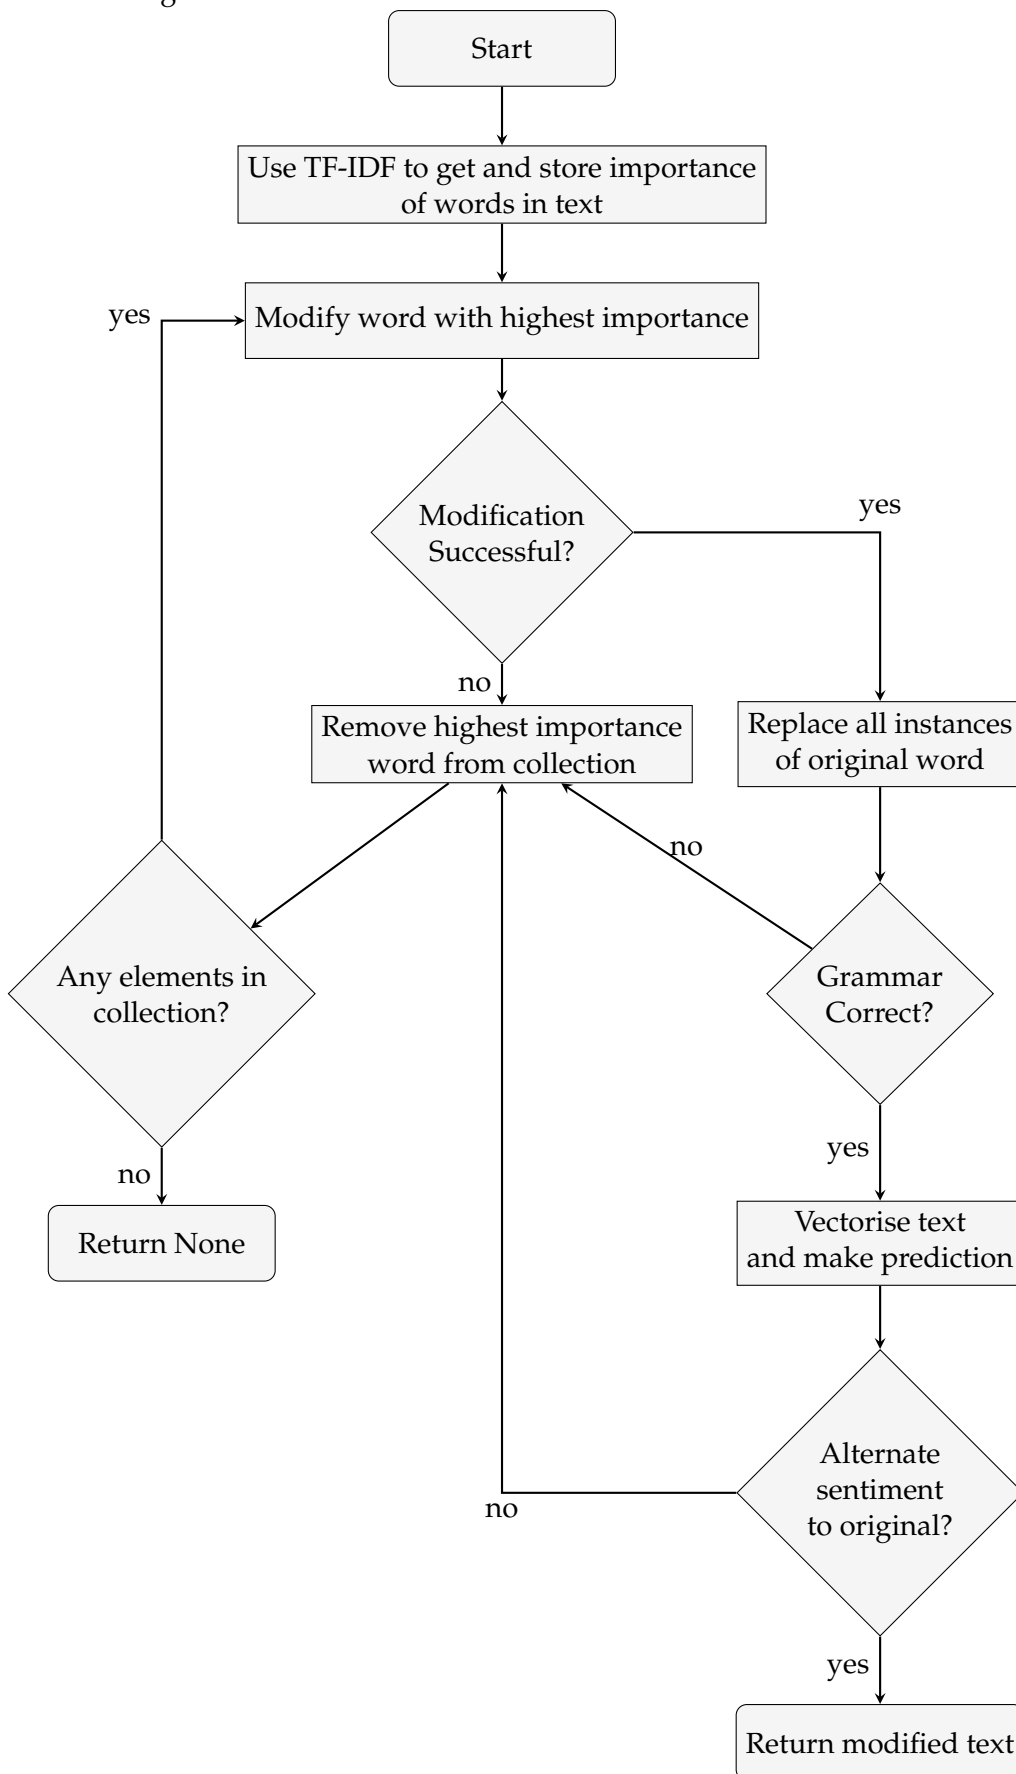 Start
Use TF-IDF to get and store importance
of words in text
yes
Modify word with highest importance
Modification
Successful?
yes
no
Remove highest importance
word from collection
Replace all instances
of original word
no
Any elements in
collection?
Grammar
Correct?
yes
no
Return None
Vectorise text
and make prediction
Alternate
sentiment
to original?
no
yes
Return modified text